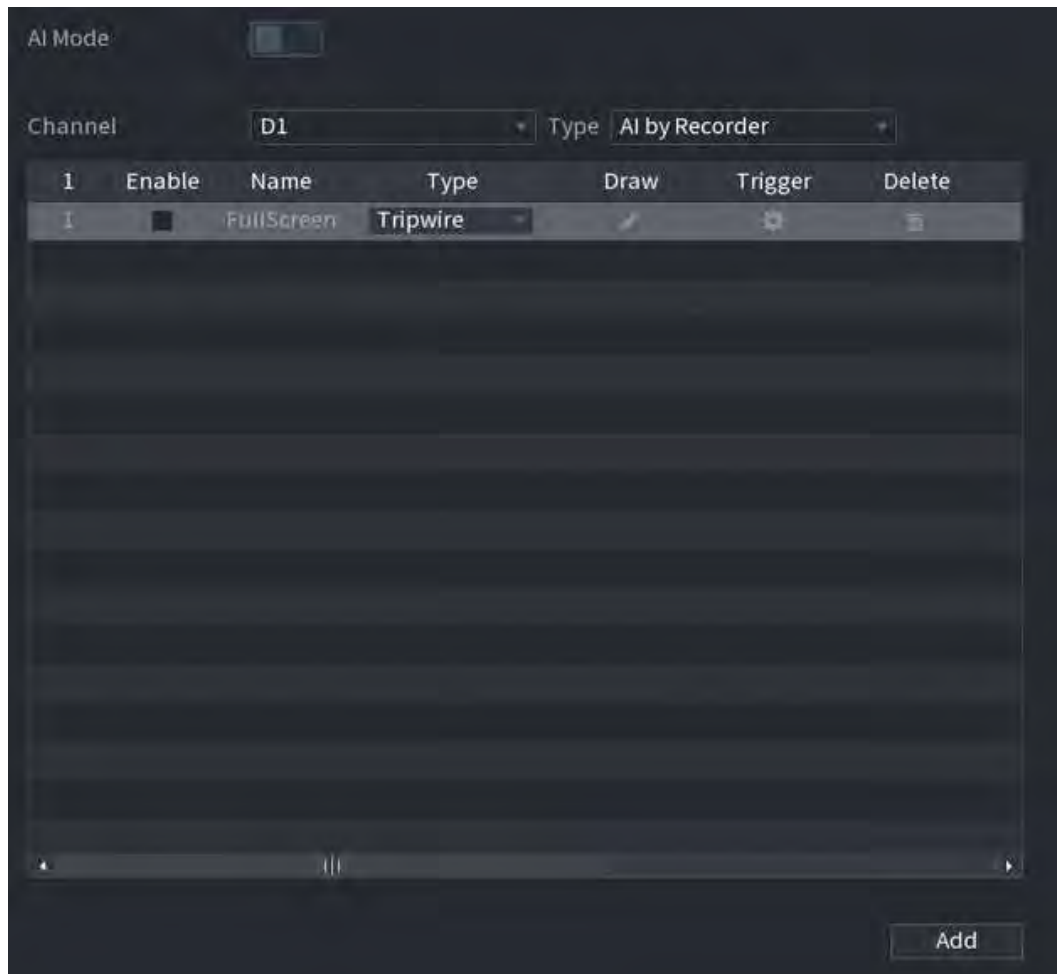 AI Mode
Channel D1 Type AI by Recorder
1 Enable Name Type Draw Trigger Delete
1 FullScreen Tripwire
Add